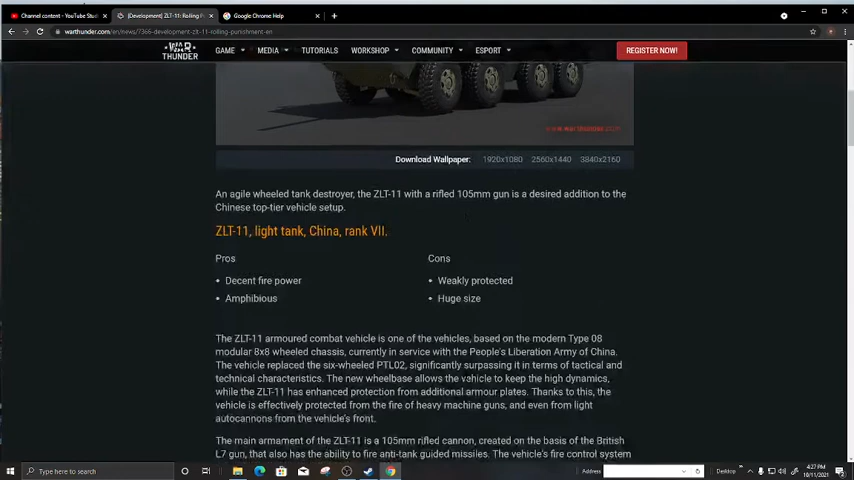 Channel content - YouTube Stud
[Development] ZLT-11: Rolling P
Google Chrome Help
warthunder.com/en/news/7366-development-zlt-11-rolling-punishment-en
WAR THUNDER
GAME MEDIA TUTORIALS WORKSHOP COMMUNITY ESPORT REGISTER NOW!
Download Wallpaper: 1920x1080 2560x1440 3840x2160
An agile wheeled tank destroyer, the ZLT-11 with a rifled 105mm gun is a desired addition to the
Chinese top-tier vehicle setup.
ZLT-11, light tank, China, rank VII.
Pros Cons
• Decent fire power • Weakly protected
• Amphibious • Huge size
The ZLT-11 armoured combat vehicle is one of the vehicles, based on the modern Type 08
modular 8x8 wheeled chassis, currently in service with the People's Liberation Army of China.
The vehicle replaced the six-wheeled PTL02, significantly surpassing it in terms of tactical and
technical characteristics. The new wheelbase allows the vehicle to keep the high dynamics,
while the ZLT-11 has enhanced protection from additional armour plates. Thanks to this, the
vehicle is effectively protected from the fire of heavy machine guns, and even from light
autocannons from the vehicle's front.
The main armament of the ZLT-11 is a 105mm rifled cannon, created on the basis of the British
L7 gun, that also has the ability to fire anti-tank guided missiles. The vehicle's fire control system
Type here to search
Address
Desktop
4:27 PM
10/11/2021